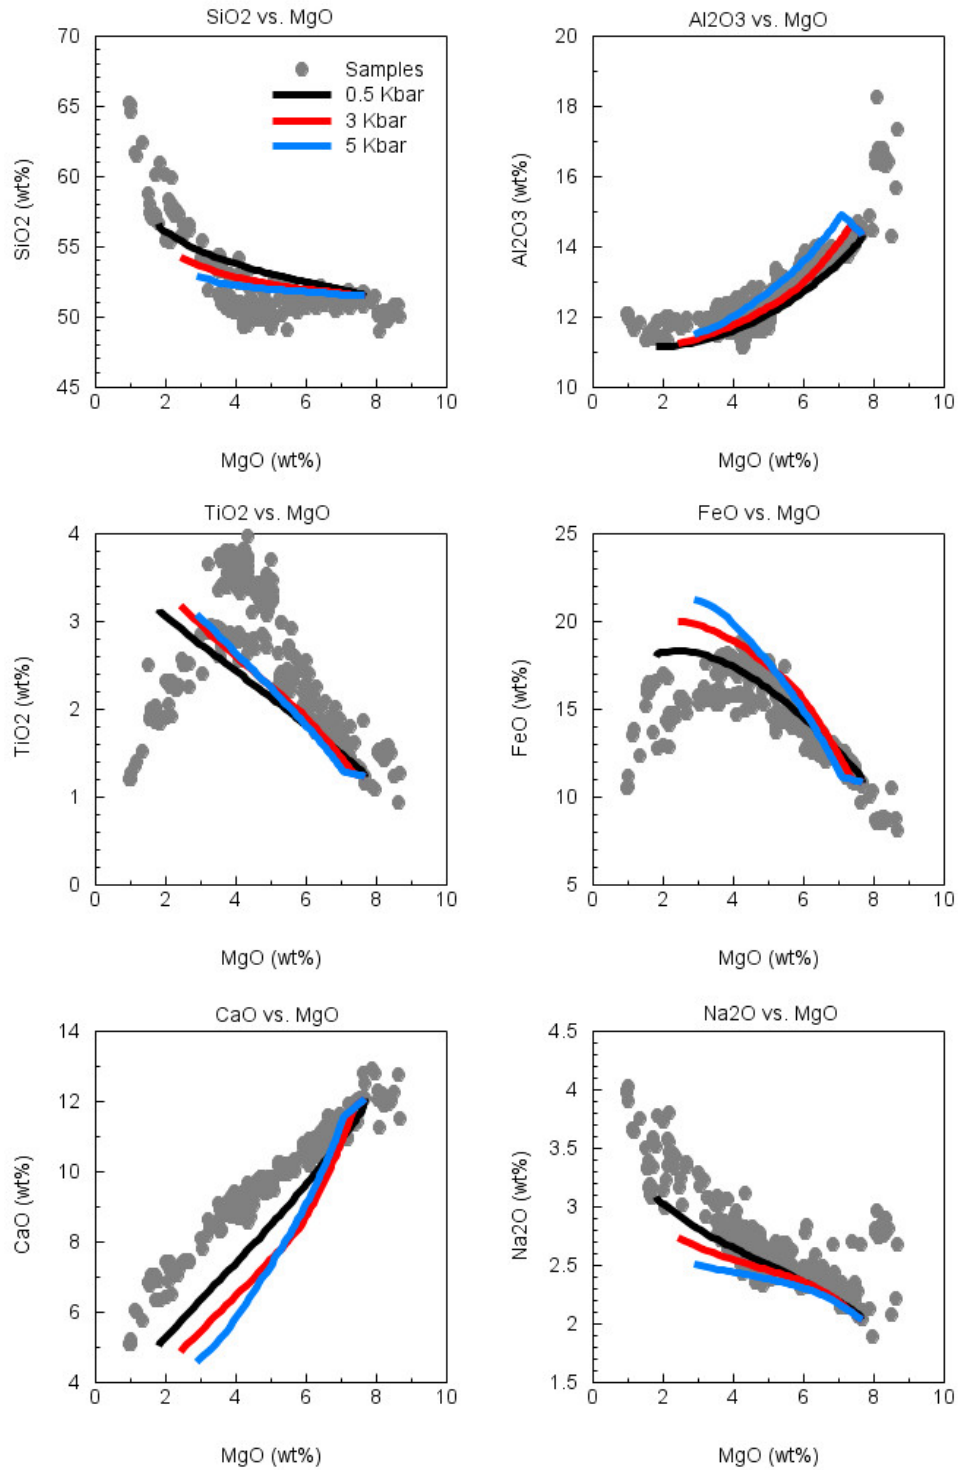 SiO2 vs. MgO
70
65
60
55
50
45
0 2 4 6 8 10
SiO2 (wt%)
MgO (wt%)
Samples
0.5 Kbar
3 Kbar
5 Kbar
Al2O3 vs. MgO
20
18
16
14
12
10
0 2 4 6 8 10
Al2O3 (wt%)
MgO (wt%)
TiO2 vs. MgO
4
3
2
1
0
0 2 4 6 8 10
TiO2 (wt%)
MgO (wt%)
FeO vs. MgO
25
20
15
10
5
0 2 4 6 8 10
FeO (wt%)
MgO (wt%)
CaO vs. MgO
14
12
10
8
6
4
0 2 4 6 8 10
CaO (wt%)
MgO (wt%)
Na2O vs. MgO
4.5
4
3.5
3
2.5
2
1.5
0 2 4 6 8 10
Na2O (wt%)
MgO (wt%)